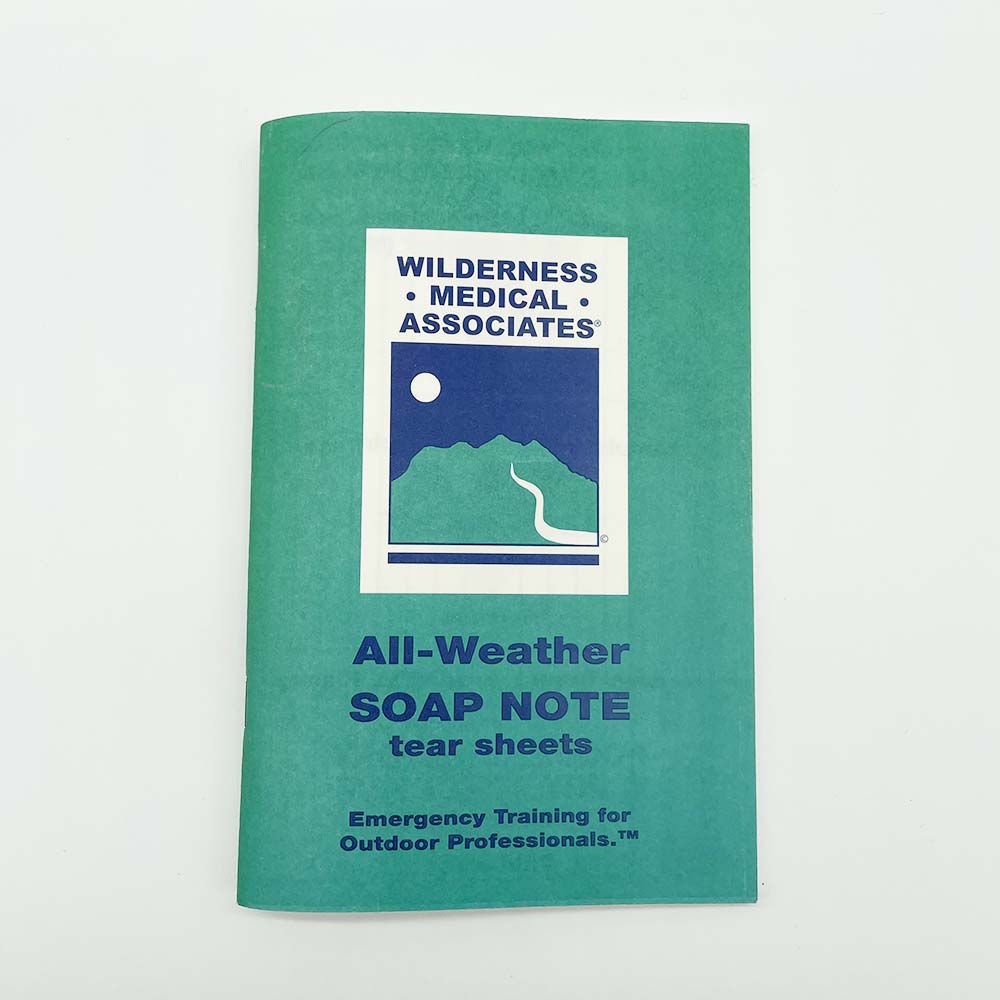 WILDERNESS
• MEDICAL •
ASSOCIATES®
©
All-Weather
SOAP NOTE
tear sheets
Emergency Training for
Outdoor Professionals.™